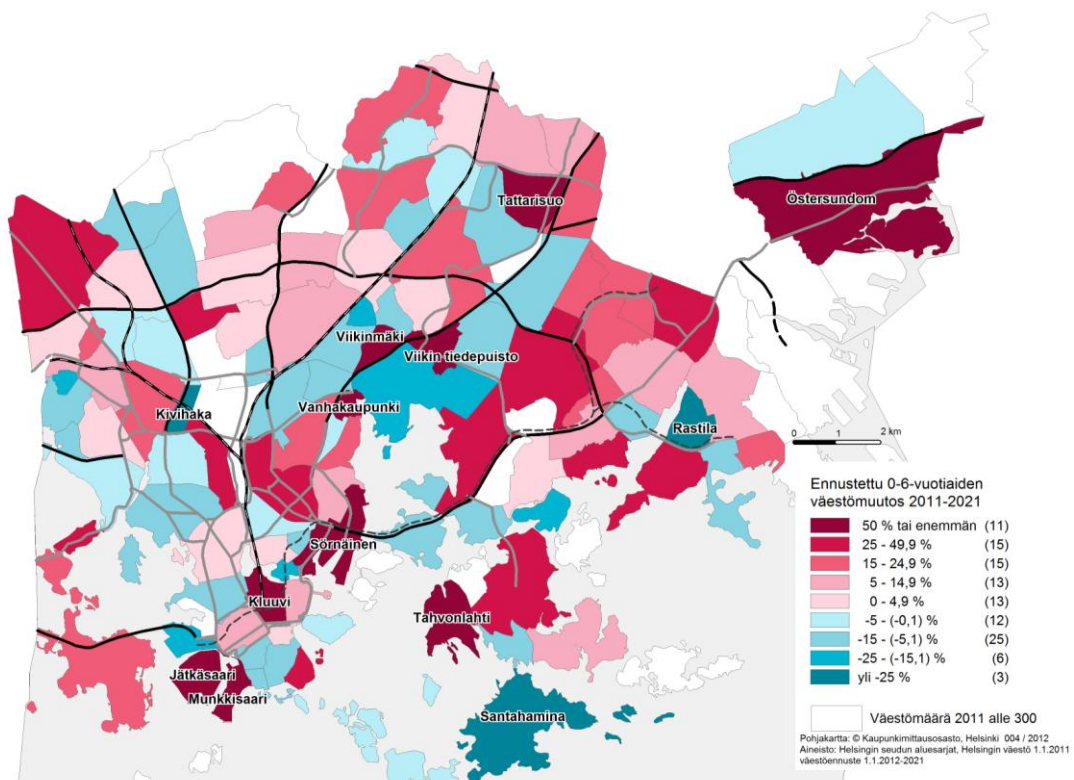 Tattarisuo
Östersundom
Viikinmäki
Viikin tiedepuisto
Kivihaka
Vanhakaupunki
Rastila
0 1 2 km
Sörnäinen
Kluuvi
Tahvonlahti
Jätkäsaari
Munkkisaari
Santahamina
Ennustettu 0-6-vuotiaiden
väestömuutos 2011-2021
50 % tai enemmän (11)
25 - 49,9 % (15)
15 - 24,9 % (15)
5 - 14,9 % (13)
0 - 4,9 % (13)
-5 - (-0,1) % (12)
-15 - (-5,1) % (25)
-25 - (-15,1) % (6)
yli -25 % (3)
Väestömäärä 2011 alle 300
Pohjakartta: © Kaupunkimittausosasto, Helsinki 004 / 2012
Aineisto: Helsingin seudun aluesarjat, Helsingin väestö 1.1.2011
väestöennuste 1.1.2012-2021